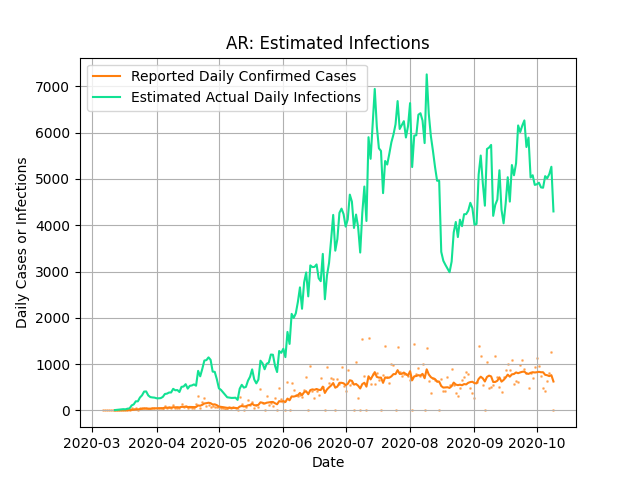 AR: Estimated Infections
Reported Daily Confirmed Cases
Estimated Actual Daily Infections
Daily Cases or Infections
7000
6000
5000
4000
3000
2000
1000
0
2020-03 2020-04 2020-05 2020-06 2020-07 2020-08 2020-09 2020-10
Date